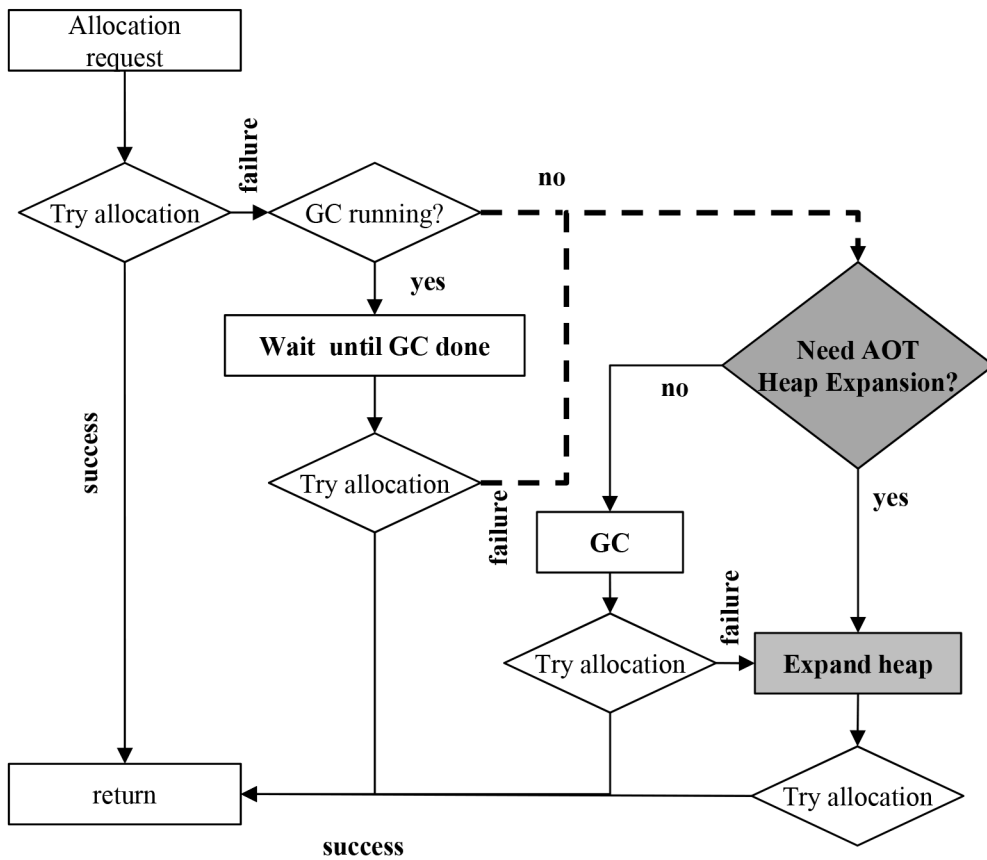 Allocation
request
failure
no
Try allocation
GC running?
yes
Wait until GC done
Need AOT
Heap Expansion?
no
success
Try allocation
failure
yes
GC
failure
Try allocation
Expand heap
return
Try allocation
success